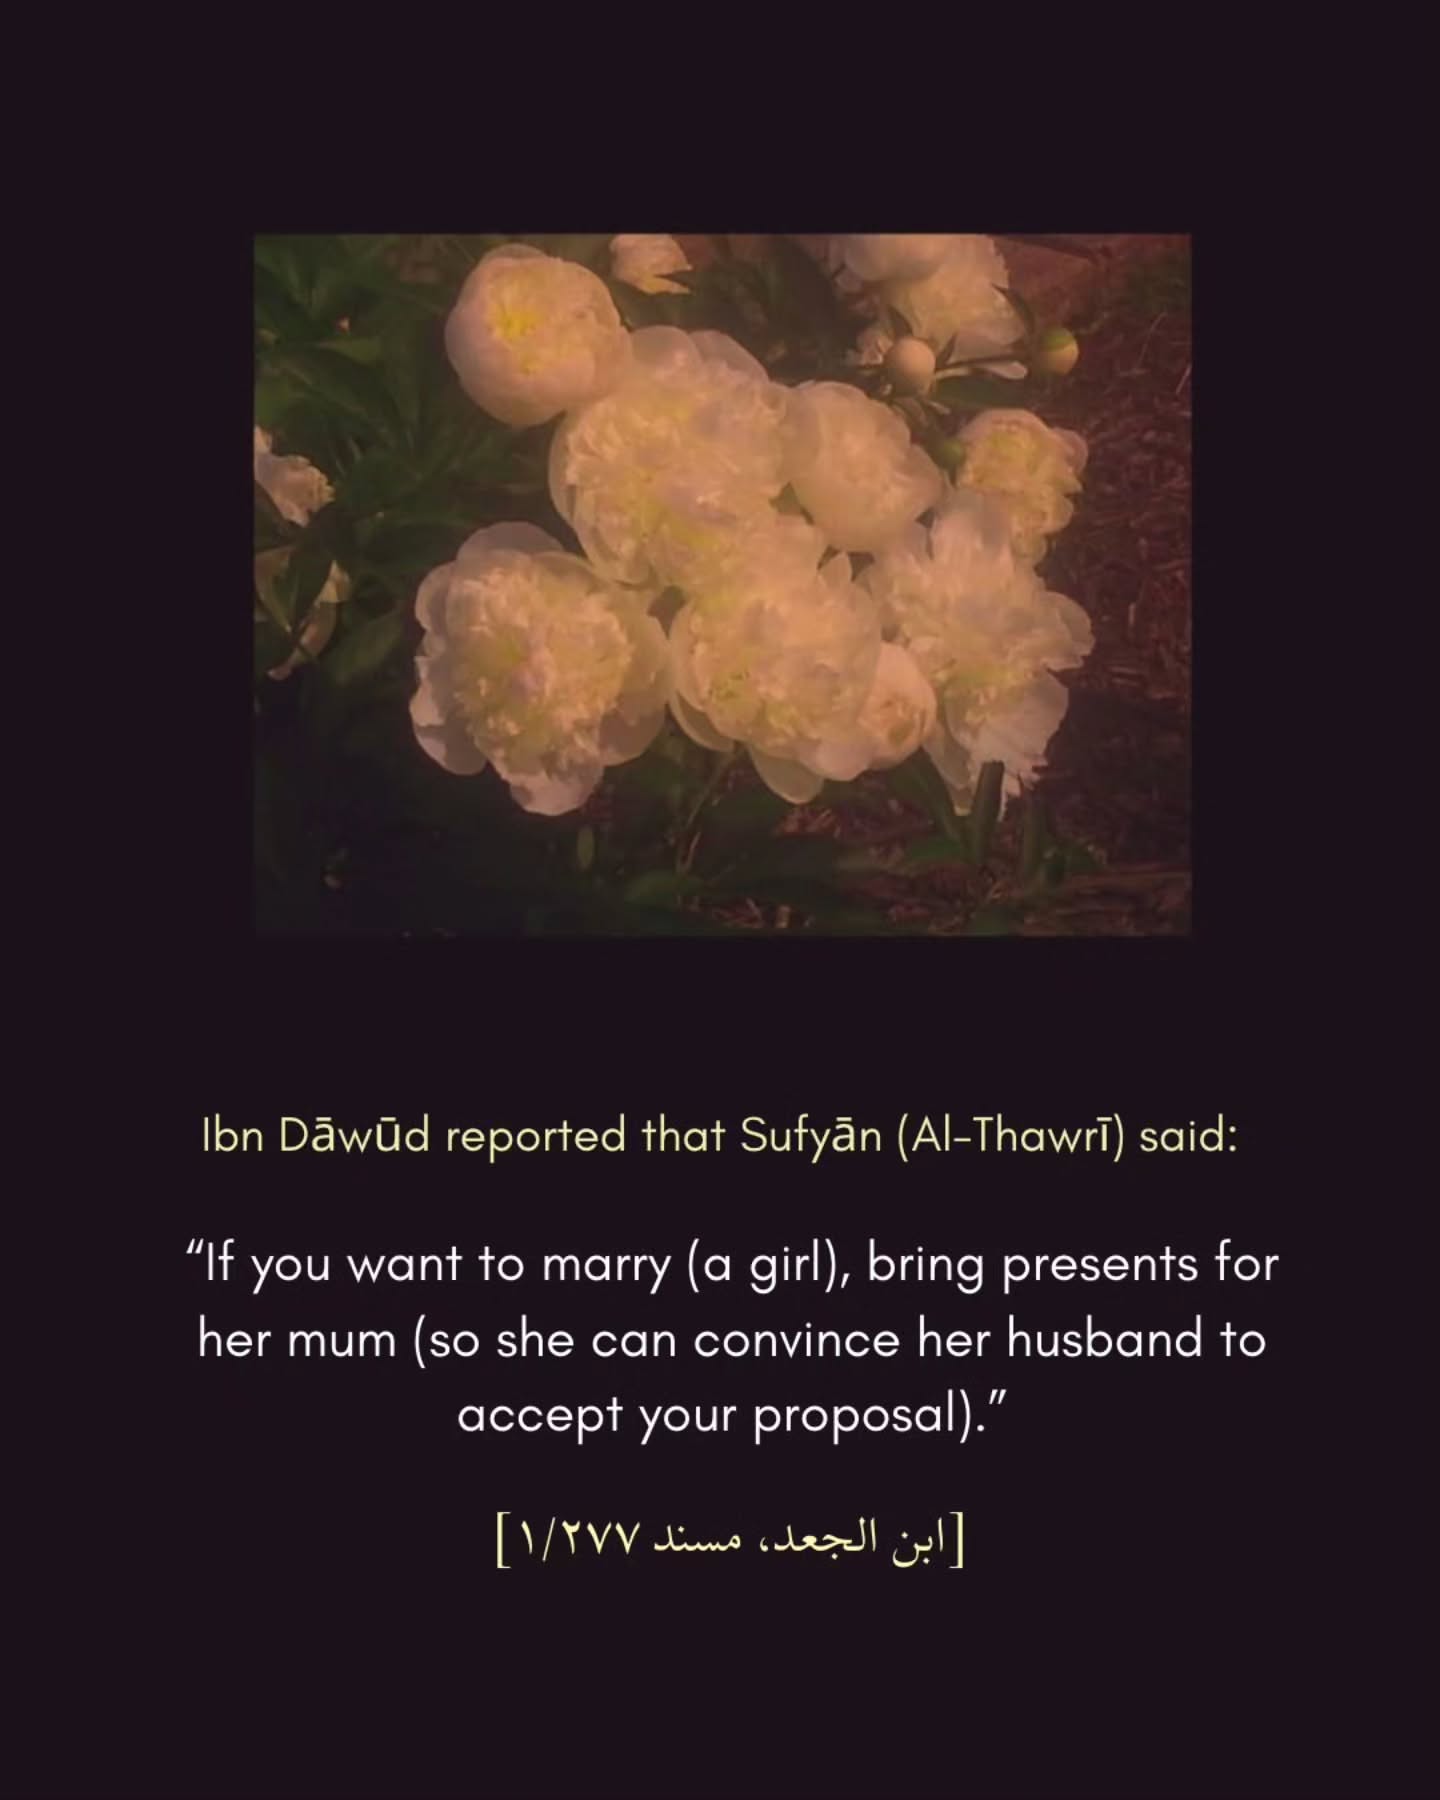 Ibn Dāwūd reported that Sufyān (Al-Thawrī) said:
“If you want to marry (a girl), bring presents for
her mum (so she can convince her husband to
accept your proposal).”
[ابن الجعد، مسند ١/٢٧٧]